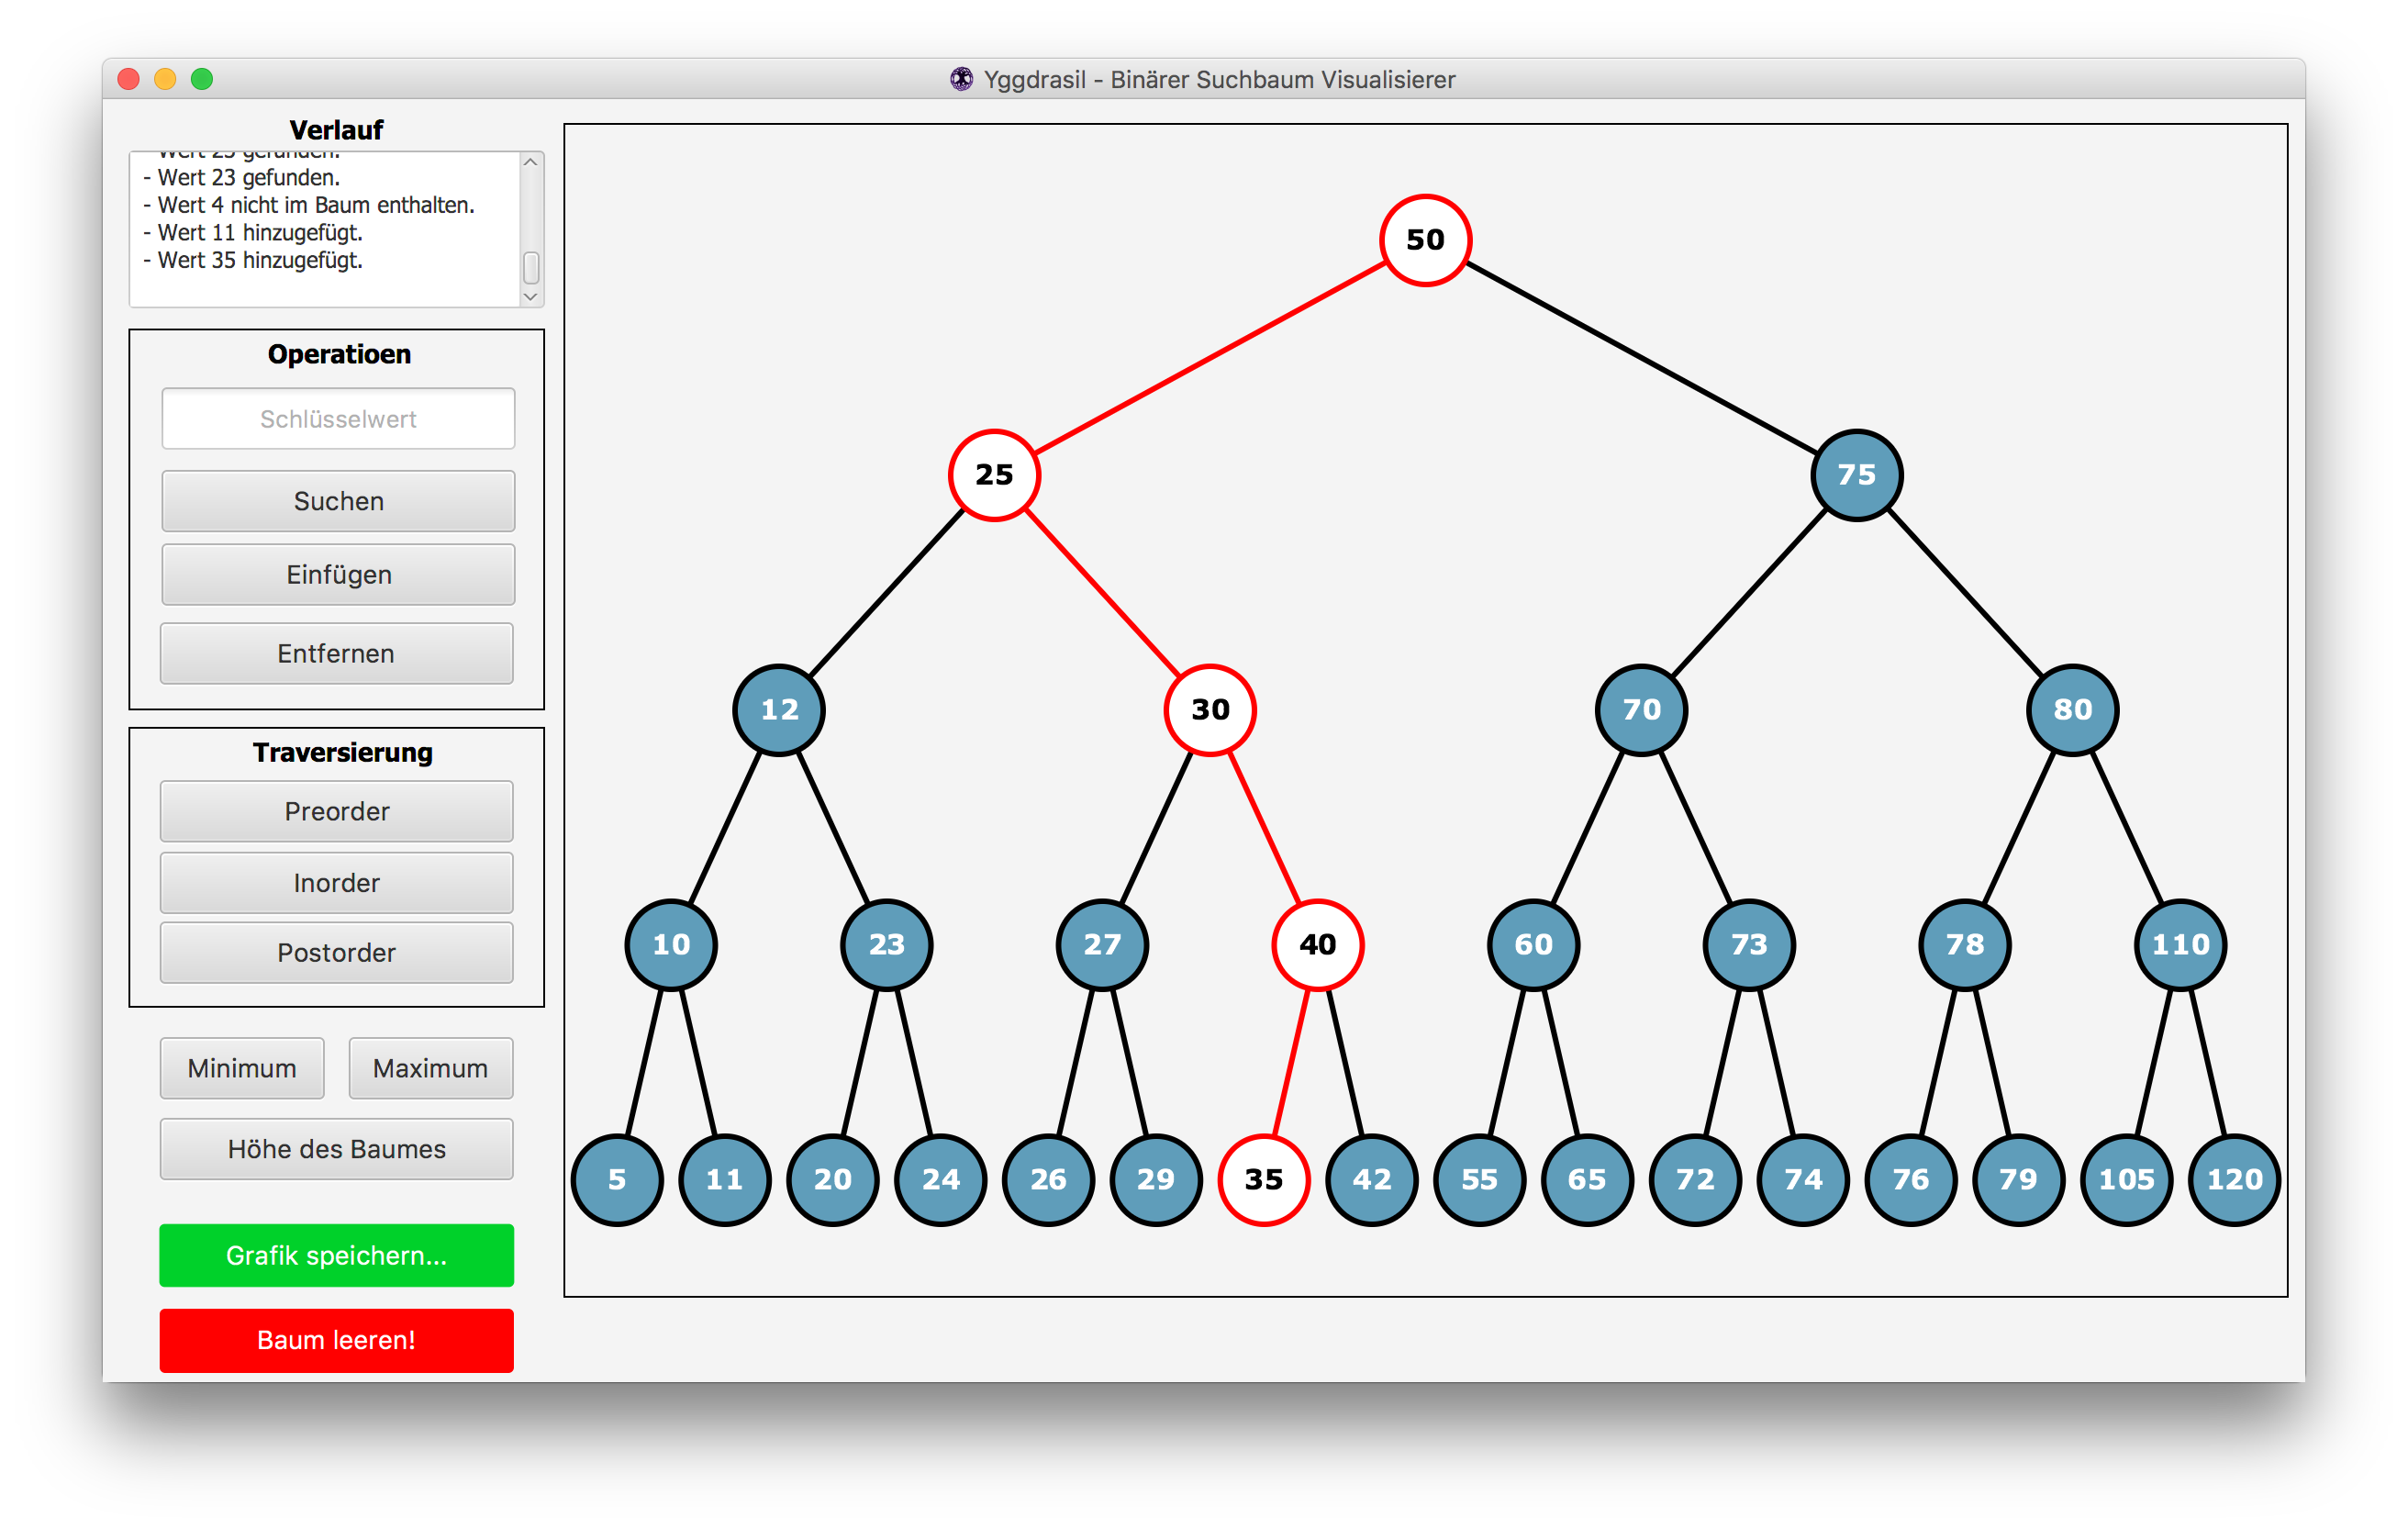 Yggdrasil - Binärer Suchbaum Visualisierer
Verlauf
- Wert 23 gefunden.
- Wert 4 nicht im Baum enthalten.
- Wert 11 hinzugefügt.
- Wert 35 hinzugefügt.
Operatioen
Schlüsselwert
Suchen
Einfügen
Entfernen
Traversierung
Preorder
Inorder
Postorder
Minimum Maximum
Höhe des Baumes
Grafik speichern...
Baum leeren!
50
25 75
12 30 70 80
10 23 27 40 60 73 78 110
5 11 20 24 26 29 35 42 55 65 72 74 76 79 105 120